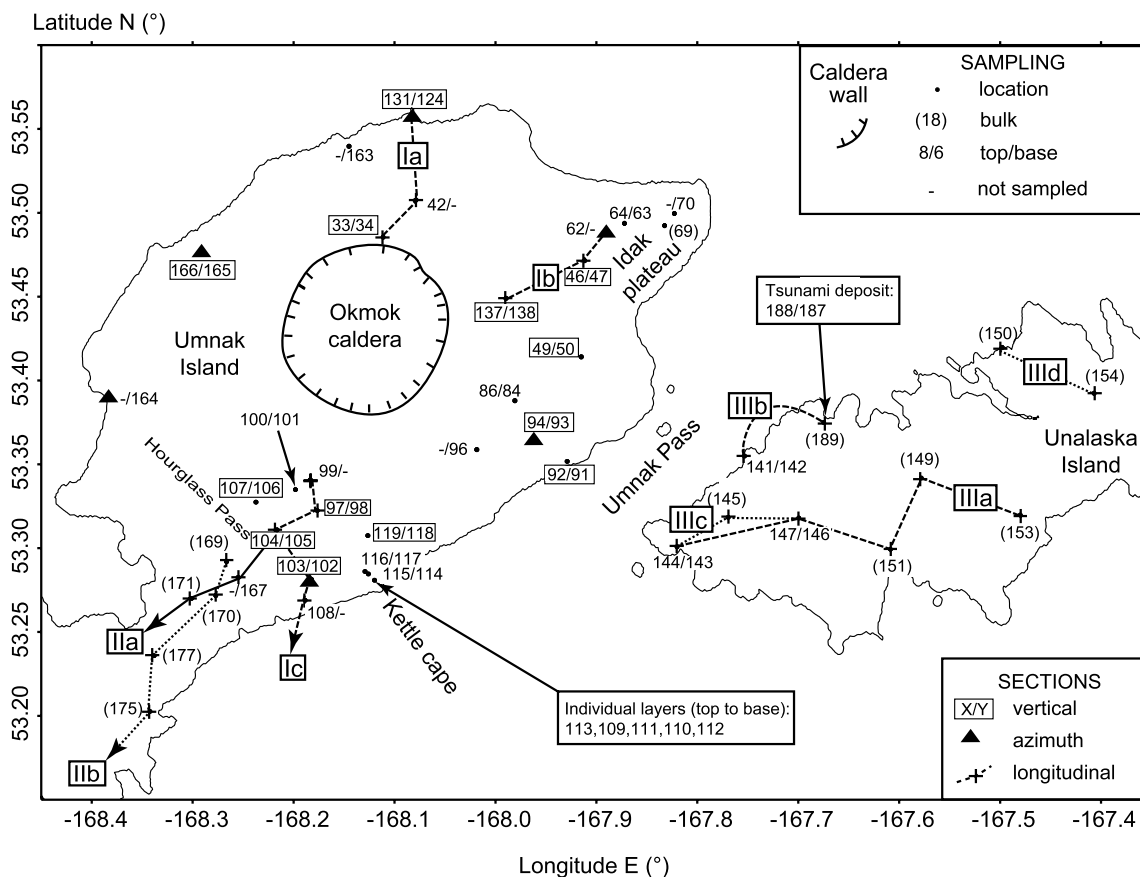 Latitude N (°)
SAMPLING
Caldera
wall
location
(18) bulk
8/6 top/base
- not sampled
53.55
53.50
53.45
53.40
53.35
53.30
53.25
53.20
131/124
-/163
Ia
42/-
33/34
166/165
Okmok
caldera
Umnak
Island
-/164
-/70
64/63
(69)
62/-
Idak
plateau
Ib
46/47
137/138
49/50
86/84
94/93
-/96
92/91
Umnak Pass
Tsunami deposit:
188/187
(150)
IIId
(154)
IIIb
(189)
141/142
Unalaska
Island
(149)
IIIa
(145)
IIIc
147/146
(153)
144/143
(151)
100/101
Hourglass Pass
99/-
107/106
97/98
104/105
119/118
(169)
116/117
103/102
115/114
(171)
-/167
(170)
108/-
IIa
Ic
Kettle cape
(177)
(175)
IIb
Individual layers (top to base):
113,109,111,110,112
SECTIONS
X/Y vertical
azimuth
longitudinal
-168.4 -168.3 -168.2 -168.1 -168.0 -167.9 -167.8 -167.7 -167.6 -167.5 -167.4
Longitude E (°)